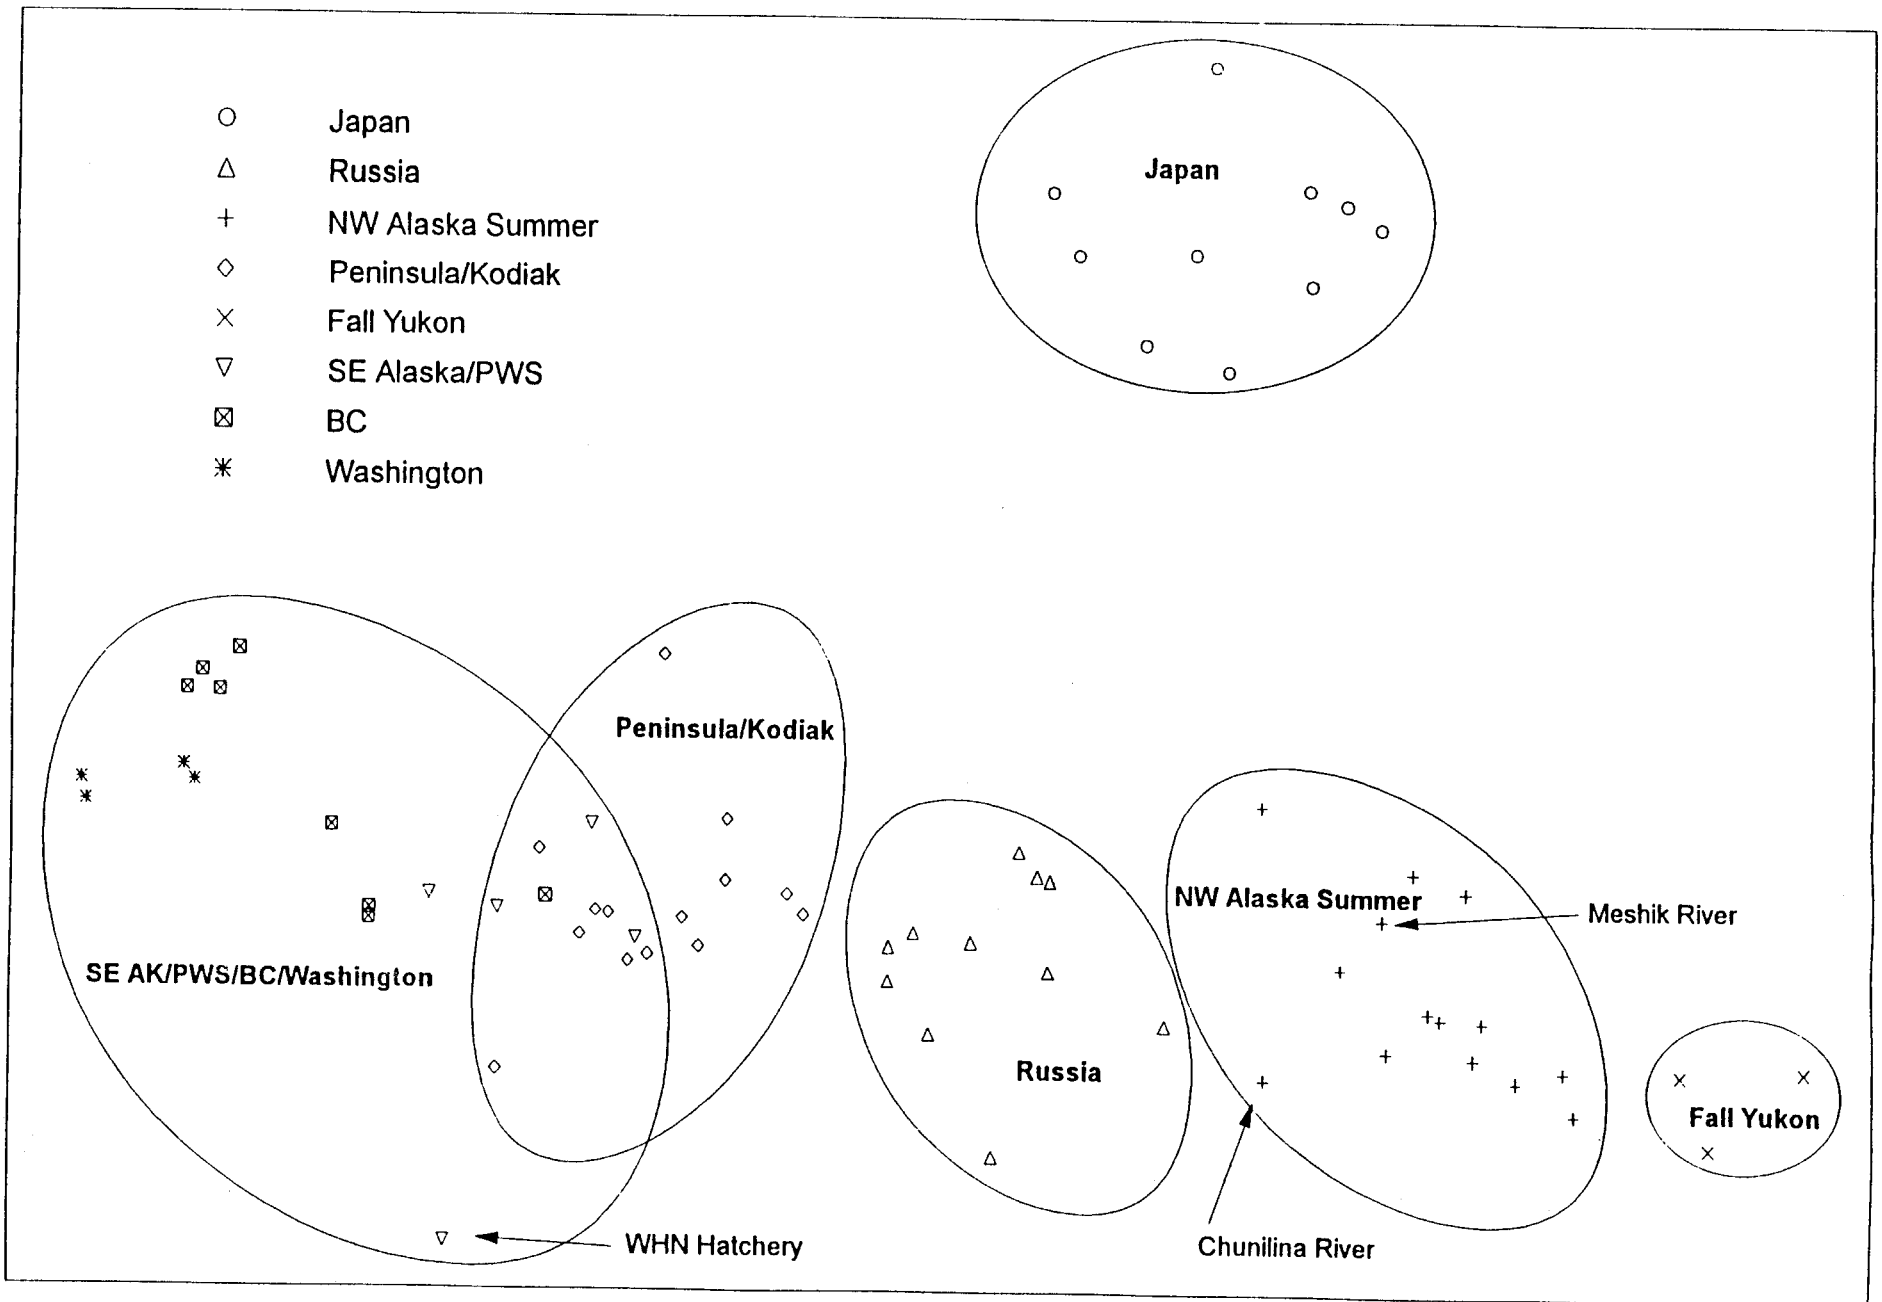 Japan
Russia
NW Alaska Summer
Peninsula/Kodiak
Fall Yukon
SE Alaska/PWS
BC
Washington
Japan
Peninsula/Kodiak
NW Alaska Summer
Meshik River
SE AK/PWS/BC/Washington
Russia
Fall Yukon
WHN Hatchery
Chunilina River